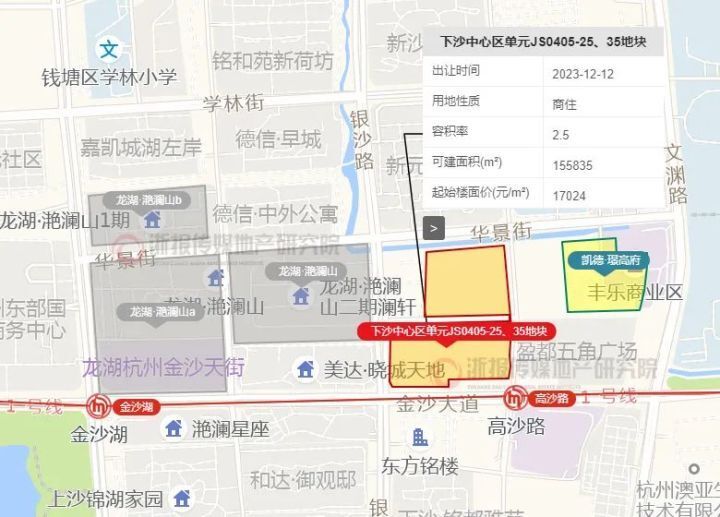 下沙中心区单元JS0405-25、35地块
出让时间 2023-12-12
用地性质 商住
容积率 2.5
可建面积(m²) 155835
起始楼面价(元/m²) 17024
>
文
钱塘区学林小学
铭和苑新荷坊
新沙
学林街
银沙路
德信·早城
嘉凯城湖左岸
社区
新元
文渊路
龙湖·滟澜山b
龙湖·滟澜山1期
德信·中外公寓
华景街
浙报传媒地产研究院
华景街
龙湖·滟澜山
龙湖·滟澜山
龙湖·滟澜山二期澜轩
凯德·璟高府
丰乐商业区
州东部国
商务中心
龙湖·滟澜山a
下沙中心区单元JS0405-25、35地块
盈都五角广场
龙湖杭州金沙天街
美达·晓城天地
浙报传媒地产研究院
1号线
金沙湖
金沙湖
金沙大道
高沙路
高沙路
1号线
滟澜星座
东方铭楼
和达·御观邸
上沙锦湖家园
杭州澳亚生
技术有限公